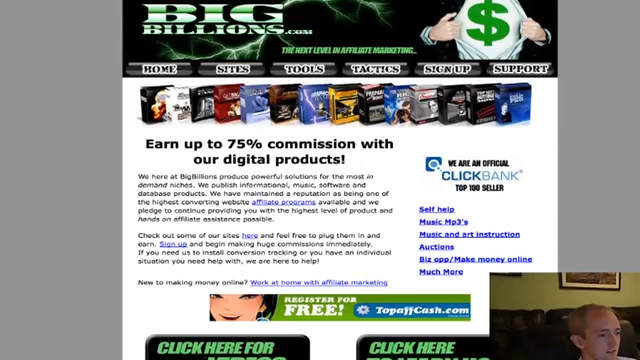 BIG
BILLIONS.COM
$
THE NEXT LEVEL IN AFFILIATE MARKETING...
HOME SITES TOOLS TACTICS SIGN UP SUPPORT
Earn up to 75% commission with
our digital products!
We here at BigBillions produce powerful solutions for the most in
demand niches. We publish informational, music, software and
database products. We have maintained a reputation as being one of the
highest converting website affiliate programs available and we
pledge to continue providing you with the highest level of product and
hands on affiliate assistance possible.
Check out some of our sites here and feel free to plug them in and
earn. Sign up and begin making huge commissions immediately.
If you need us to install conversion tracking or you have an individual
situation you need help with, we are here to help!
New to making money online? Work at home with affiliate marketing
WE ARE AN OFFICIAL
CLICKBANK
TOP 100 SELLER
Self help
Music Mp3's
Music and art instruction
Auctions
Biz opp/Make money online
Much More
REGISTER FOR
FREE! TopaffCash.com
CLICK HERE FOR
CLICK HERE